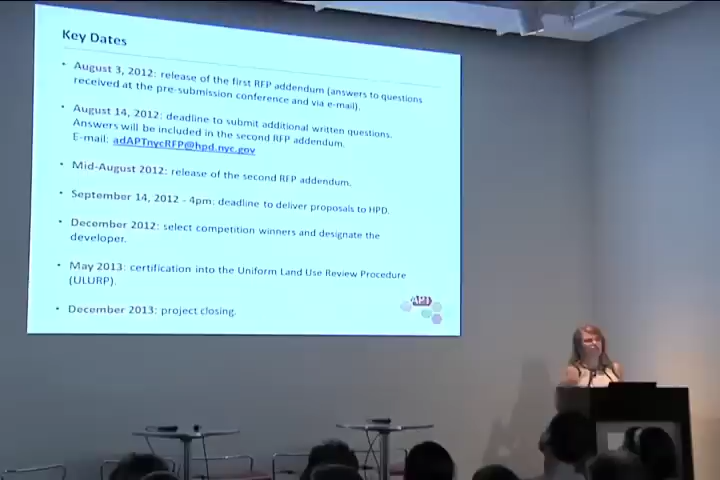 Key Dates
August 3, 2012: release of the first RFP addendum (answers to questions
received at the pre-submission conference and via e-mail).
August 14, 2012: deadline to submit additional written questions.
Answers will be included in the second RFP addendum.
E-mail: adAPTnycRFP@hpd.nyc.gov
Mid-August 2012: release of the second RFP addendum.
September 14, 2012 - 4pm: deadline to deliver proposals to HPD.
December 2012: select competition winners and designate the
developer.
May 2013: certification into the Uniform Land Use Review Procedure
(ULURP).
December 2013: project closing.
APT